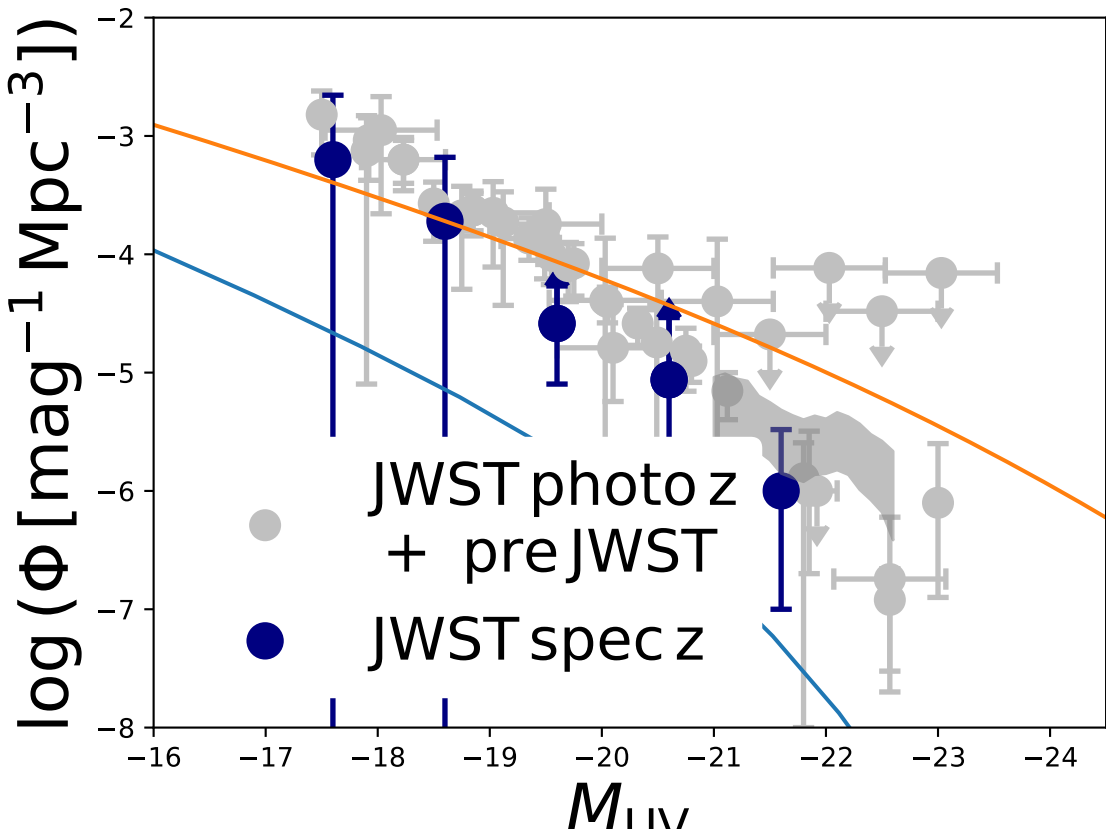 log (Φ [mag⁻¹ Mpc⁻³])
−2
−3
−4
−5
−6
−7
−8
JWST photo z
+ pre JWST
JWST spec z
−16 −17 −18 −19 −20 −21 −22 −23 −24
M_UV